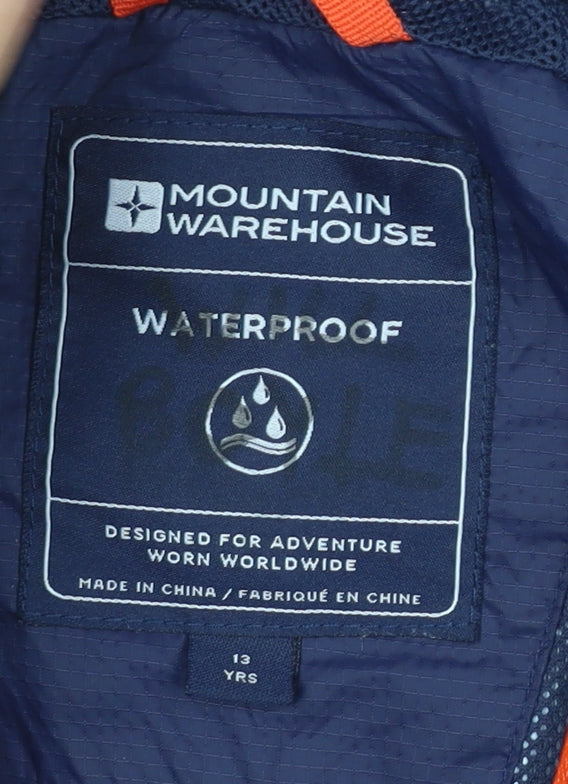 MOUNTAIN
WAREHOUSE
WATERPROOF
DESIGNED FOR ADVENTURE
WORN WORLDWIDE
MADE IN CHINA / FABRIQUÉ EN CHINE
13
YRS